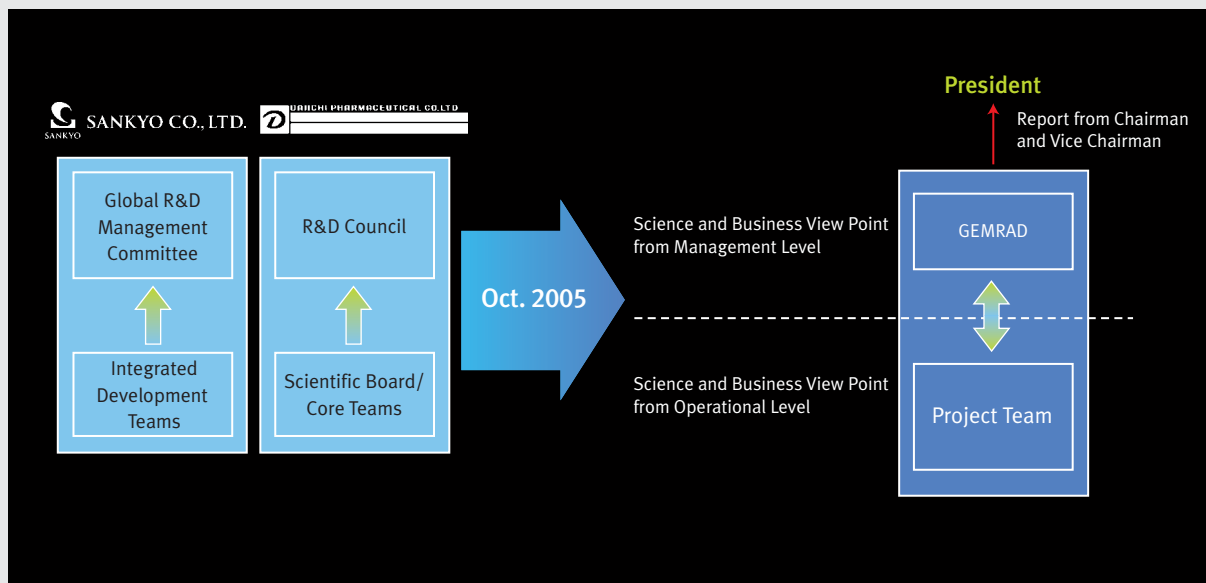 SANKYO
SANKYO CO., LTD.
DAIICHI PHARMACEUTICAL CO.LTD
Global R&D
Management
Committee
Integrated
Development
Teams
R&D Council
Scientific Board/
Core Teams
Oct. 2005
Science and Business View Point
from Management Level
Science and Business View Point
from Operational Level
President
Report from Chairman
and Vice Chairman
GEMRAD
Project Team